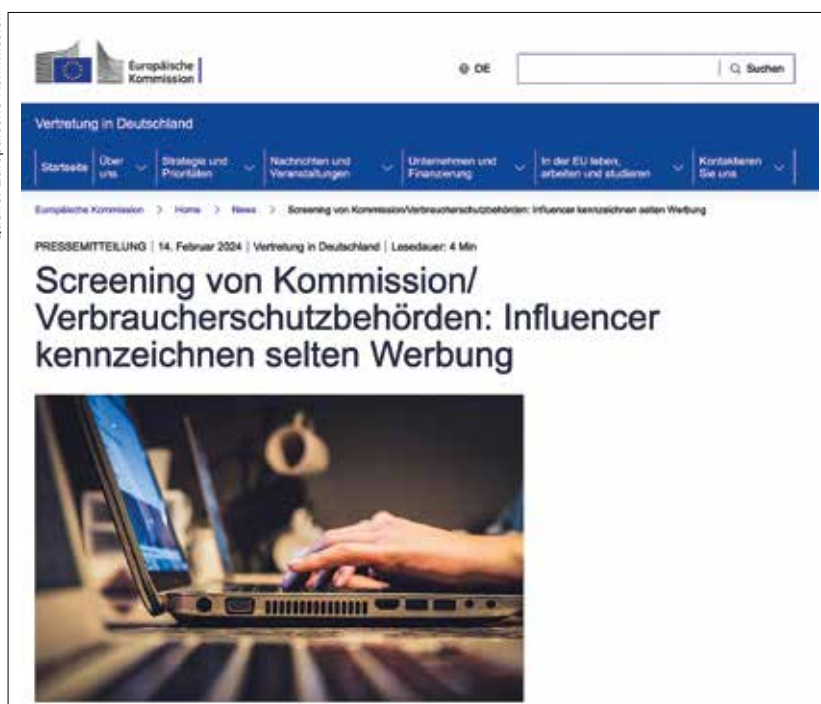 Europäische
Kommission
DE
Suchen
Vertretung in Deutschland
Startseite
Über
uns
Strategie und
Prioritäten
Nachrichten und
Veranstaltungen
Unternehmen und
Finanzierung
In der EU leben,
arbeiten und studieren
Kontaktieren
Sie uns
Europäische Kommission > Home > News > Screening von Kommission/Verbraucherschutzbehörden: Influencer kennzeichnen selten Werbung
PRESSEMITTEILUNG | 14. Februar 2024 | Vertretung in Deutschland | Lesedauer: 4 Min
Screening von Kommission/
Verbraucherschutzbehörden: Influencer
kennzeichnen selten Werbung